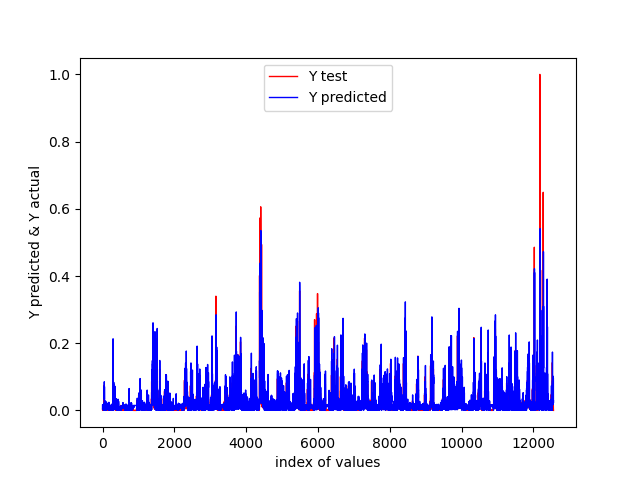 Y test
Y predicted
1.0
0.8
0.6
0.4
0.2
0.0
Y predicted & Y actual
0 2000 4000 6000 8000 10000 12000
index of values